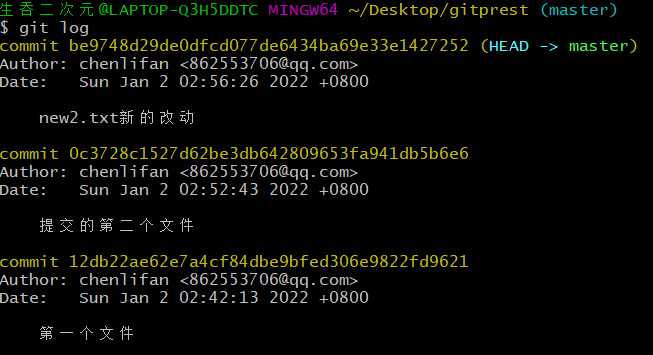 生吞二次元@LAPTOP-Q3H5DDTC MINGW64 ~/Desktop/gitprest (master)
$ git log
commit be9748d29de0dfcd077de6434ba69e33e1427252 (HEAD -> master)
Author: chenlifan <862553706@qq.com>
Date:   Sun Jan 2 02:56:26 2022 +0800
    new2.txt新的改动
commit 0c3728c1527d62be3db642809653fa941db5b6e6
Author: chenlifan <862553706@qq.com>
Date:   Sun Jan 2 02:52:43 2022 +0800
    提交的第二个文件
commit 12db22ae62e7a4cf84dbe9bfed306e9822fd9621
Author: chenlifan <862553706@qq.com>
Date:   Sun Jan 2 02:42:13 2022 +0800
    第一个文件